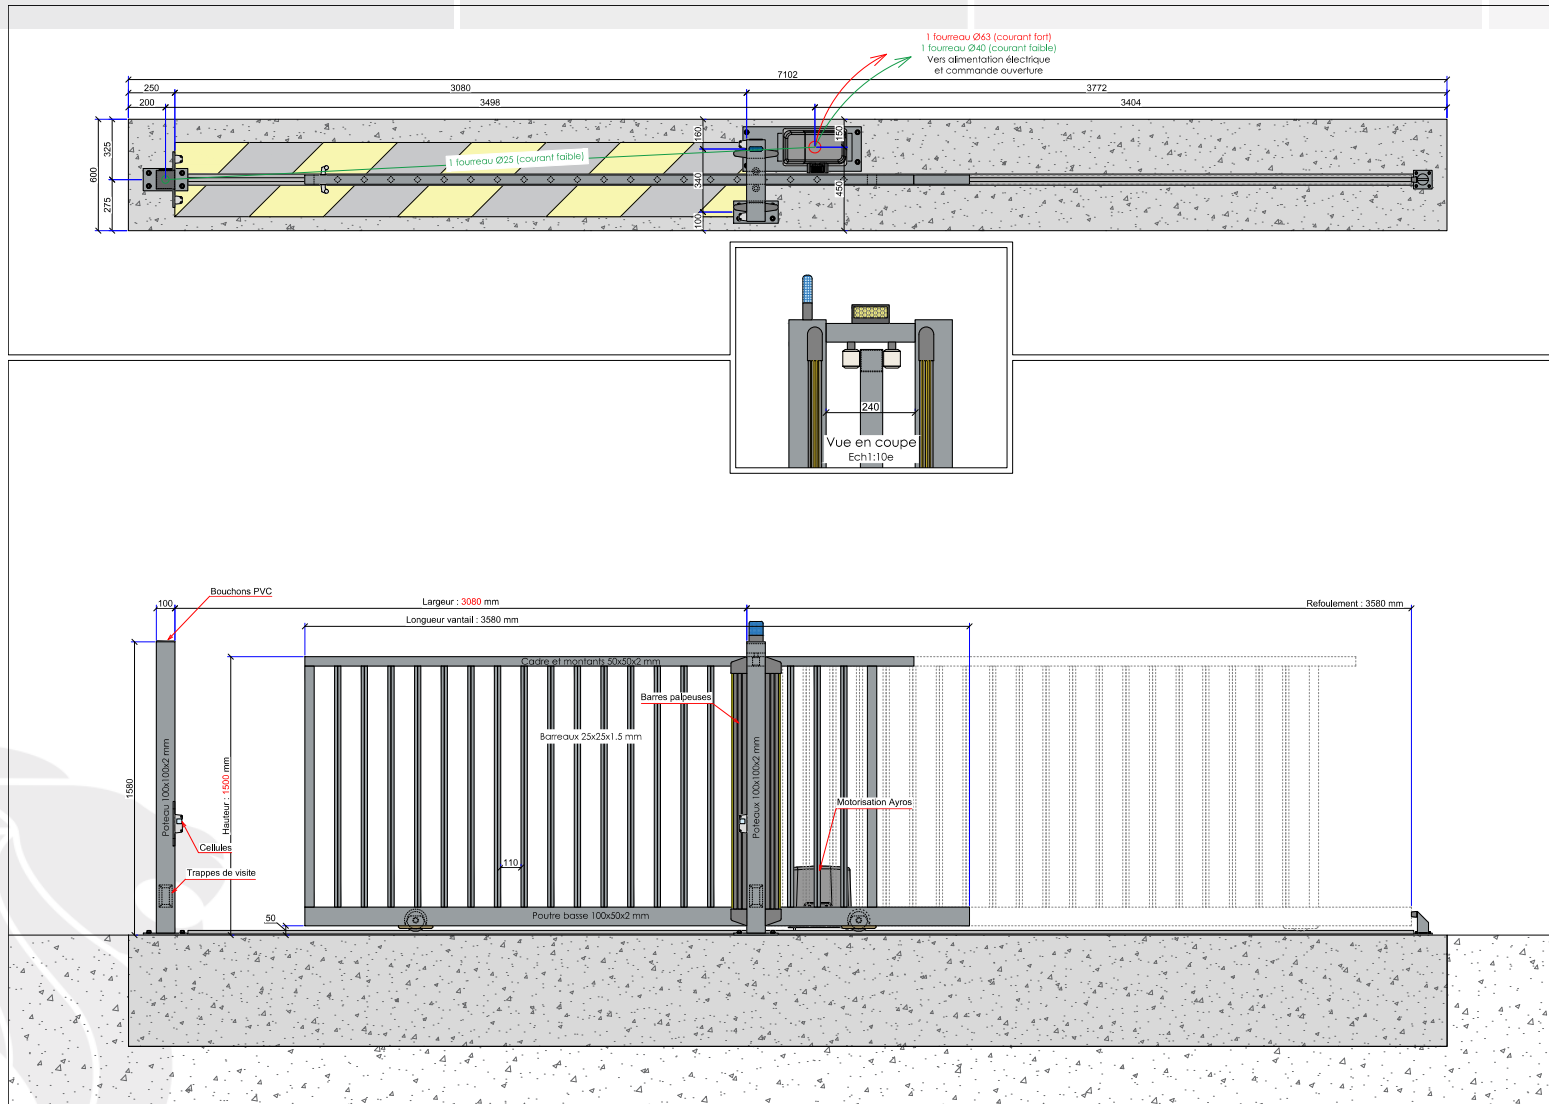 1 fourreau Ø63 (courant fort)
1 fourreau Ø40 (courant faible)
Vers alimentation électrique
et commande ouverture
7102
250
3080
3772
200
3498
3404
600
325
275
1 fourreau Ø25 (courant faible)
160
340
100
150
450
240
Vue en coupe
Ech1:10e
Bouchons PVC
100
Largeur : 3080 mm
Refoulement : 3580 mm
Longueur vantail : 3580 mm
Cadre et montants 50x50x2 mm
Barres palpeuses
Barreaux 25x25x1.5 mm
1580
Poteau 100x100x2 mm
Hauteur : 1500 mm
Poteaux 100x100x2 mm
Motorisation Ayros
Cellules
110
Trappes de visite
50
Poutre basse 100x50x2 mm